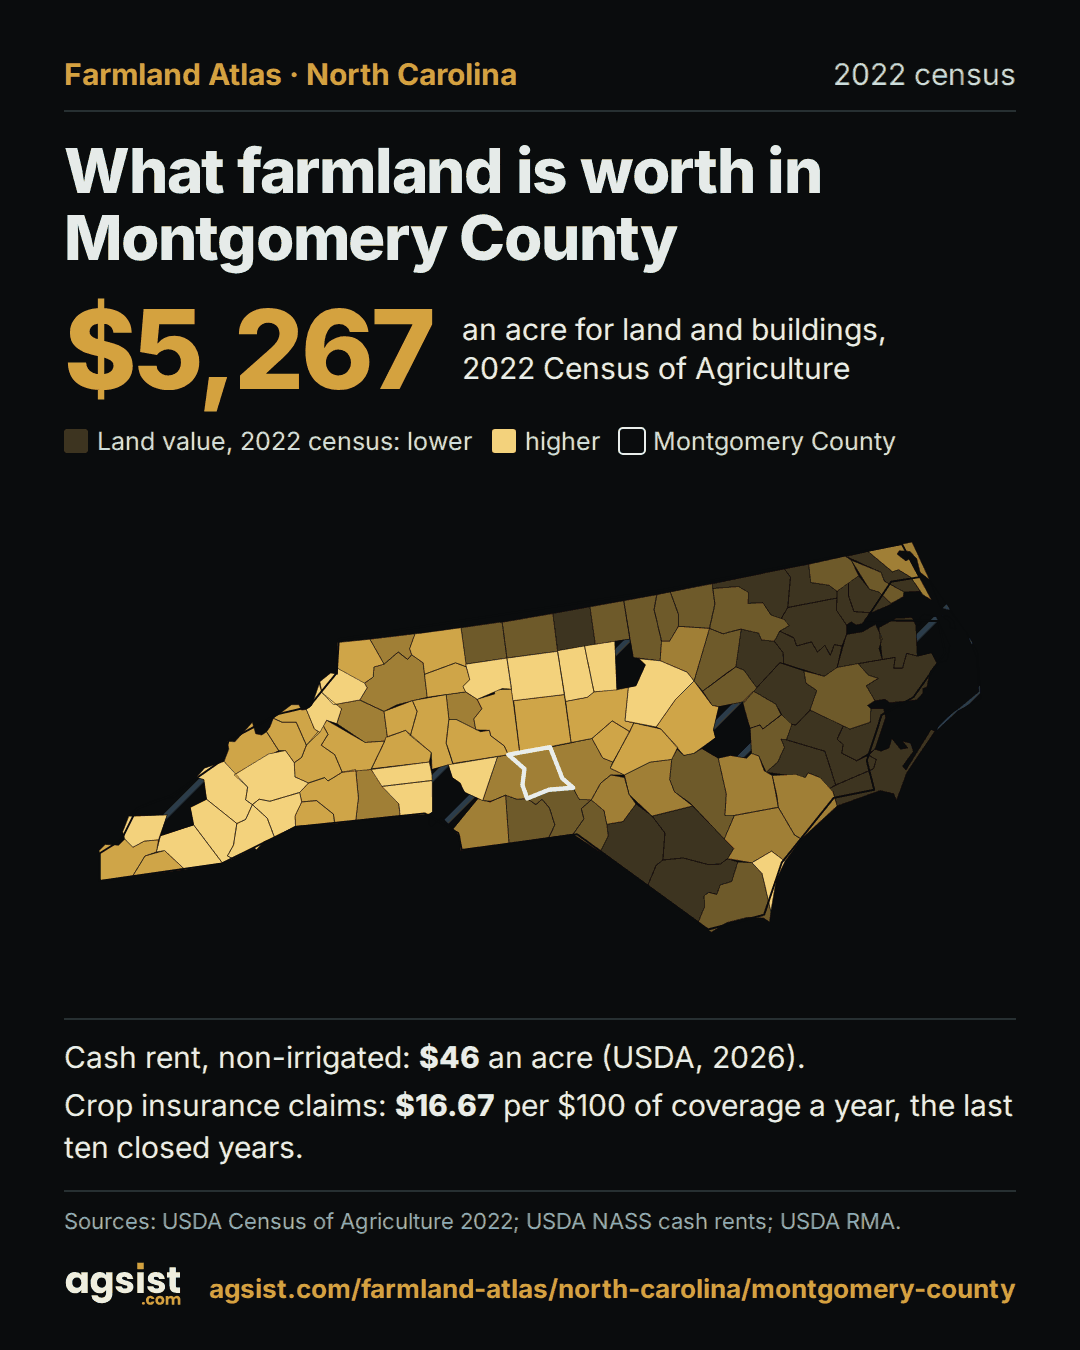 Farmland Atlas · North Carolina
2022 census
What farmland is worth in
Montgomery County
$5,267
an acre for land and buildings,
2022 Census of Agriculture
Land value, 2022 census: lower
higher
Montgomery County
Cash rent, non-irrigated: $46 an acre (USDA, 2026).
Crop insurance claims: $16.67 per $100 of coverage a year, the last
ten closed years.
Sources: USDA Census of Agriculture 2022; USDA NASS cash rents; USDA RMA.
agsist
.com
agsist.com/farmland-atlas/north-carolina/montgomery-county